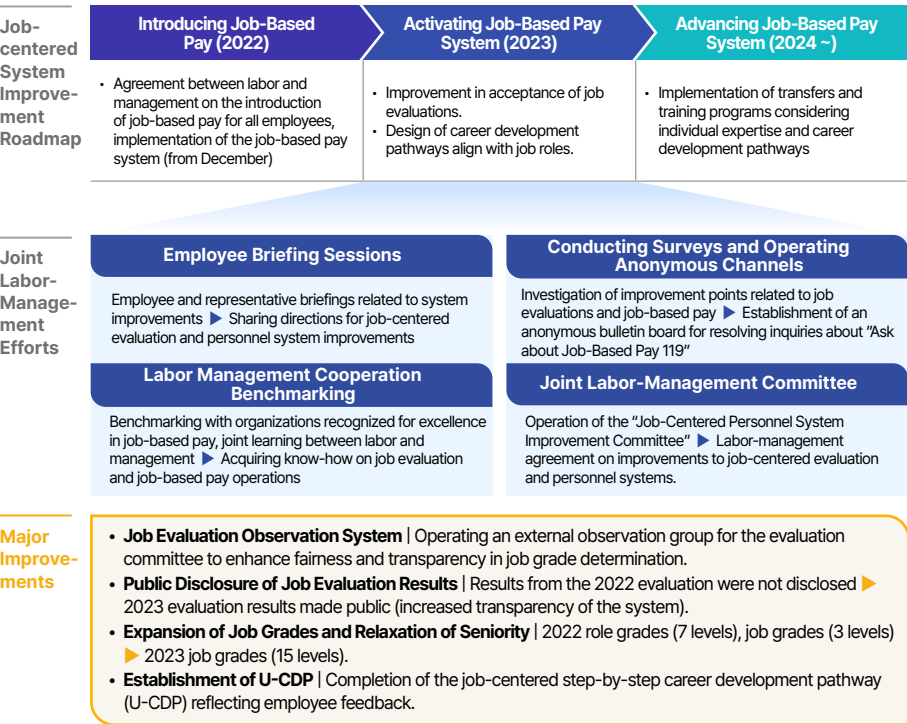 Job-
centered
System
Improve-
ment
Roadmap
Introducing Job-Based
Pay (2022)
Activating Job-Based Pay
System (2023)
Advancing Job-Based Pay
System (2024 ~)
• Agreement between labor and
management on the introduction
of job-based pay for all employees,
implementation of the job-based pay
system (from December)
• Improvement in acceptance of job
evaluations.
• Design of career development
pathways align with job roles.
• Implementation of transfers and
training programs considering
individual expertise and career
development pathways
Joint
Labor-
Manage-
ment
Efforts
Employee Briefing Sessions
Employee and representative briefings related to system
improvements ▶ Sharing directions for job-centered
evaluation and personnel system improvements
Conducting Surveys and Operating
Anonymous Channels
Investigation of improvement points related to job
evaluations and job-based pay ▶ Establishment of an
anonymous bulletin board for resolving inquiries about “Ask
about Job-Based Pay 119”
Labor Management Cooperation
Benchmarking
Benchmarking with organizations recognized for excellence
in job-based pay, joint learning between labor and
management ▶ Acquiring know-how on job evaluation
and job-based pay operations
Joint Labor-Management Committee
Operation of the “Job-Centered Personnel System
Improvement Committee” ▶ Labor-management
agreement on improvements to job-centered evaluation
and personnel systems.
Major
Improve-
ments
• Job Evaluation Observation System | Operating an external observation group for the evaluation
committee to enhance fairness and transparency in job grade determination.
• Public Disclosure of Job Evaluation Results | Results from the 2022 evaluation were not disclosed ▶
2023 evaluation results made public (increased transparency of the system).
• Expansion of Job Grades and Relaxation of Seniority | 2022 role grades (7 levels), job grades (3 levels)
▶ 2023 job grades (15 levels).
• Establishment of U-CDP | Completion of the job-centered step-by-step career development pathway
(U-CDP) reflecting employee feedback.